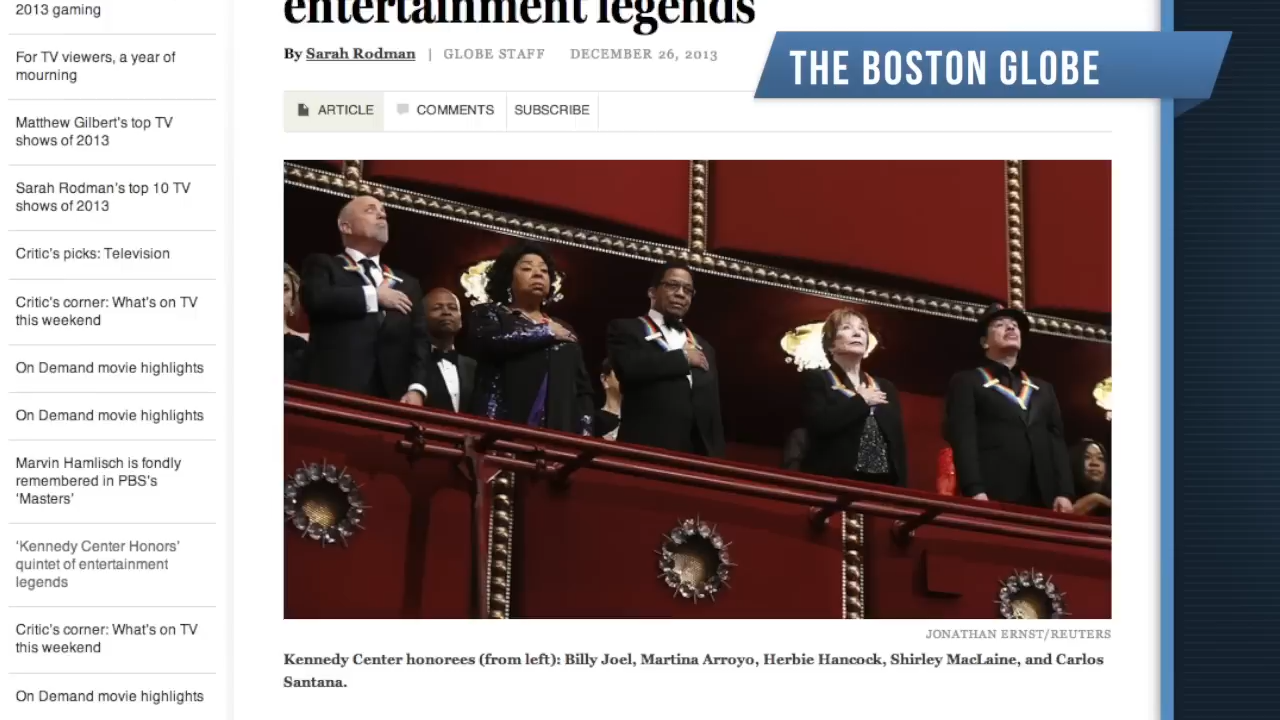 2013 gaming
For TV viewers, a year of
mourning
Matthew Gilbert's top TV
shows of 2013
Sarah Rodman's top 10 TV
shows of 2013
Critic's picks: Television
Critic's corner: What's on TV
this weekend
On Demand movie highlights
On Demand movie highlights
Marvin Hamlisch is fondly
remembered in PBS's
'Masters'
'Kennedy Center Honors'
quintet of entertainment
legends
Critic's corner: What's on TV
this weekend
On Demand movie highlights
entertainment legends
By Sarah Rodman | GLOBE STAFF DECEMBER 26, 2013
THE BOSTON GLOBE
ARTICLE COMMENTS SUBSCRIBE
JONATHAN ERNST/REUTERS
Kennedy Center honorees (from left): Billy Joel, Martina Arroyo, Herbie Hancock, Shirley MacLaine, and Carlos
Santana.